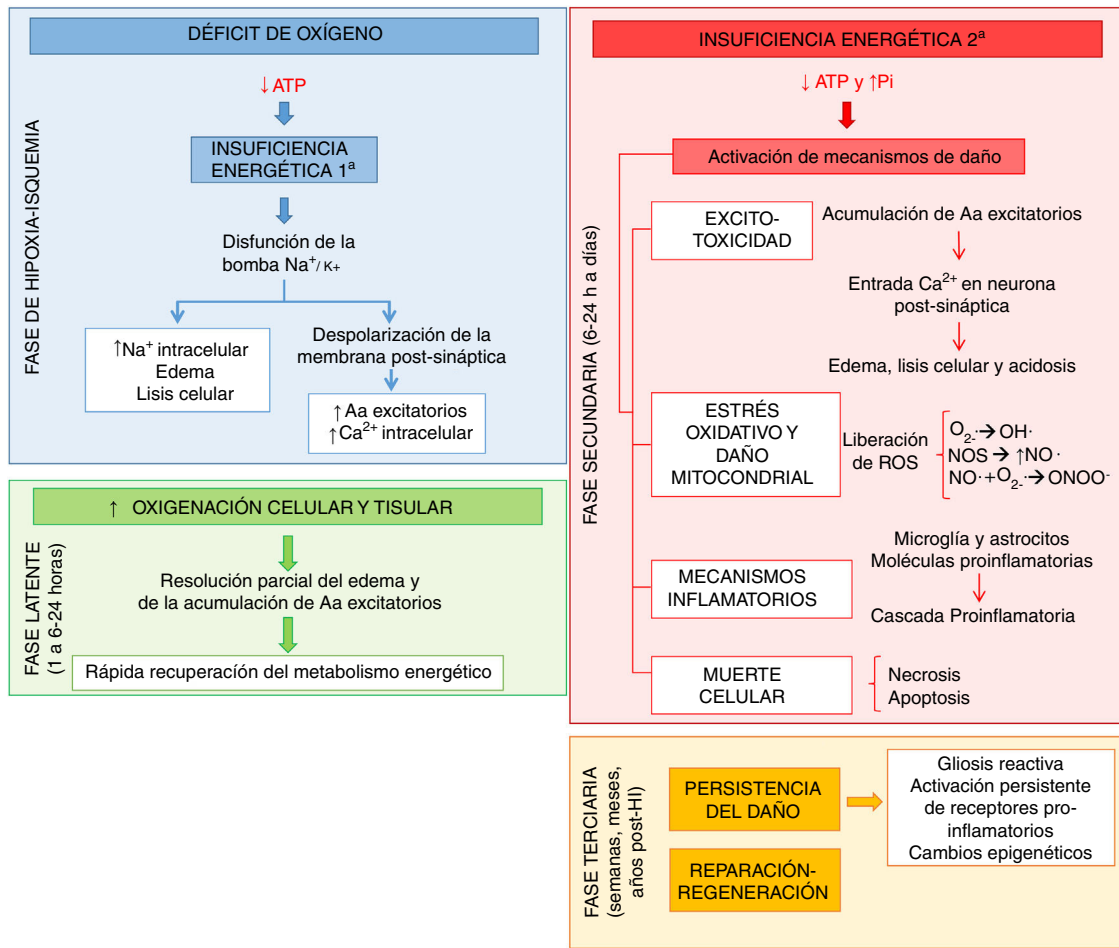 DÉFICIT DE OXÍGENO
↓ ATP
INSUFICIENCIA
ENERGÉTICA 1ª
Disfunción de la
bomba Na⁺/ K+
↑Na⁺ intracelular
Edema
Lisis celular
Despolarización de la
membrana post-sináptica
↑ Aa excitatorios
↑Ca²⁺ intracelular
FASE DE HIPOXIA-ISQUEMIA
↑ OXIGENACIÓN CELULAR Y TISULAR
Resolución parcial del edema y
de la acumulación de Aa excitatorios
Rápida recuperación del metabolismo energético
FASE LATENTE
(1 a 6-24 horas)
INSUFICIENCIA ENERGÉTICA 2ª
↓ ATP y ↑Pi
Activación de mecanismos de daño
EXCITO-
TOXICIDAD
Acumulación de Aa excitatorios
Entrada Ca²⁺ en neurona
post-sináptica
Edema, lisis celular y acidosis
ESTRÉS
OXIDATIVO Y
DAÑO
MITOCONDRIAL
Liberación
de ROS
O₂₋· → OH·
NOS → ↑NO·
NO·+O₂₋· → ONOO⁻
MECANISMOS
INFLAMATORIOS
Microglía y astrocitos
Moléculas proinflamatorias
Cascada Proinflamatoria
MUERTE
CELULAR
Necrosis
Apoptosis
FASE SECUNDARIA (6-24 h a días)
FASE TERCIARIA
(semanas, meses,
años post-HI)
PERSISTENCIA
DEL DAÑO
Gliosis reactiva
Activación persistente
de receptores pro-
inflamatorios
Cambios epigenéticos
REPARACIÓN-
REGENERACIÓN